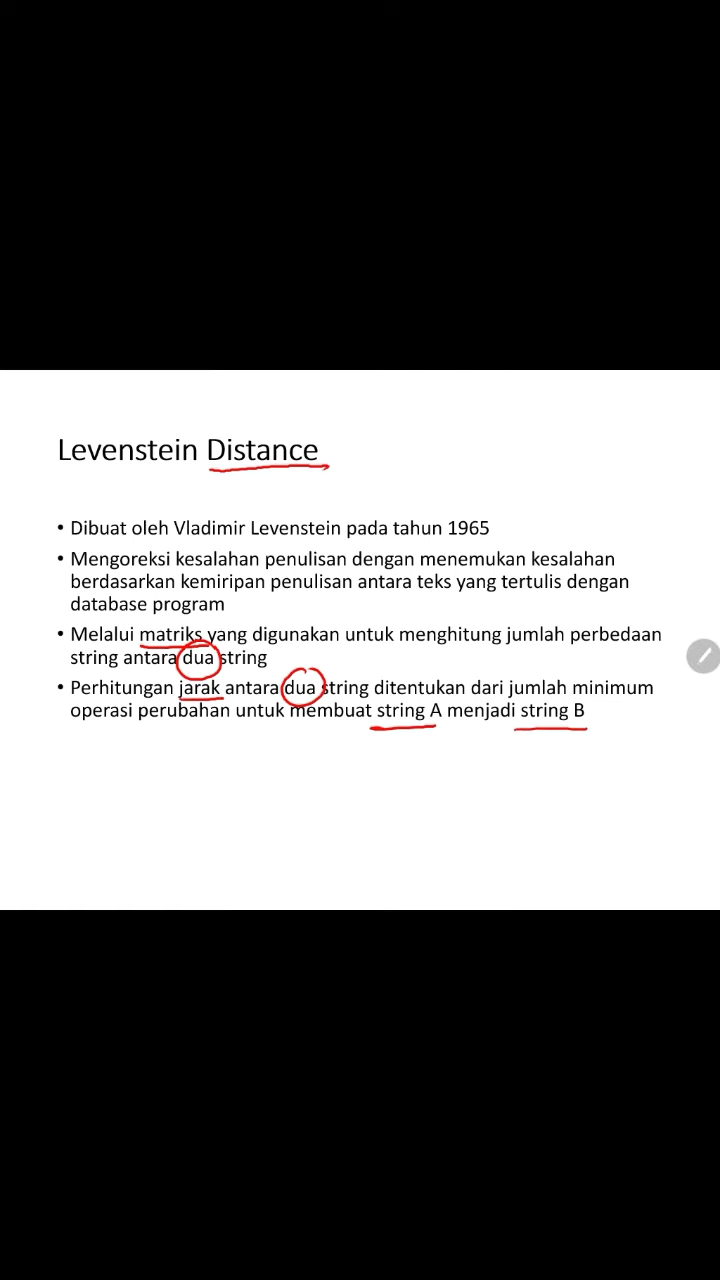 Levenstein Distance
• Dibuat oleh Vladimir Levenstein pada tahun 1965
• Mengoreksi kesalahan penulisan dengan menemukan kesalahan
berdasarkan kemiripan penulisan antara teks yang tertulis dengan
database program
• Melalui matriks yang digunakan untuk menghitung jumlah perbedaan
string antara dua string
• Perhitungan jarak antara dua string ditentukan dari jumlah minimum
operasi perubahan untuk membuat string A menjadi string B